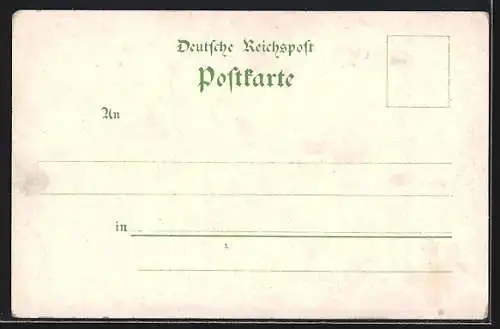 Deutsche Reichspost
Postkarte
An
in